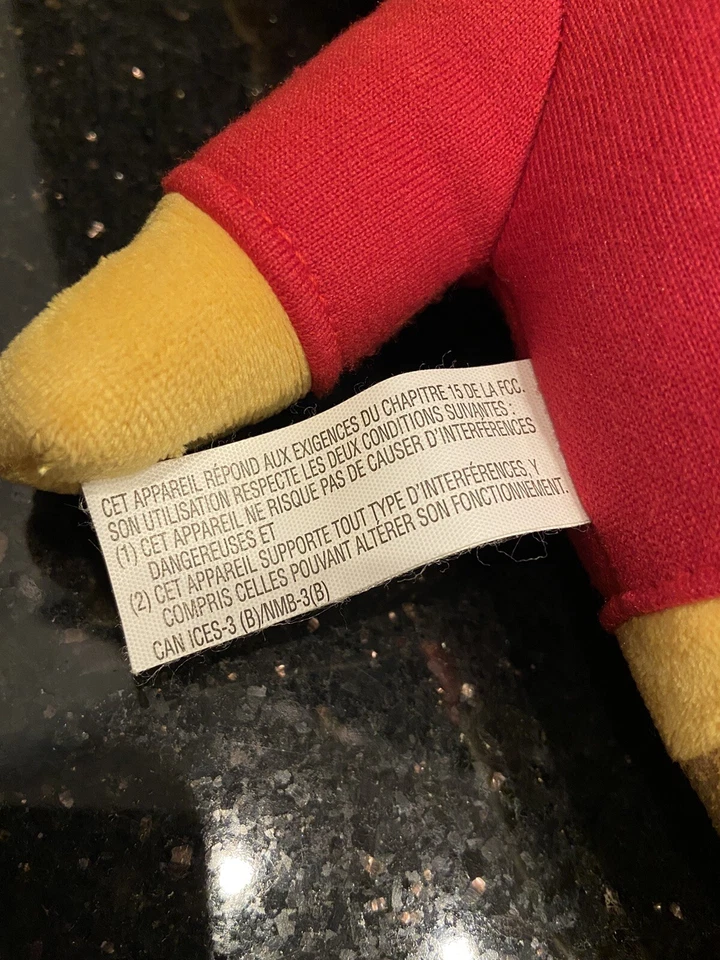 CET APPAREIL RÉPOND AUX EXIGENCES DU CHAPITRE 15 DE LA FCC.
SON UTILISATION RESPECTE LES DEUX CONDITIONS SUIVANTES :
(1) CET APPAREIL NE RISQUE PAS DE CAUSER D'INTERFÉRENCES
DANGEREUSES ET
(2) CET APPAREIL SUPPORTE TOUT TYPE D'INTERFÉRENCES, Y
COMPRIS CELLES POUVANT ALTÉRER SON FONCTIONNEMENT.
CAN ICES-3 (B)/NMB-3(B)